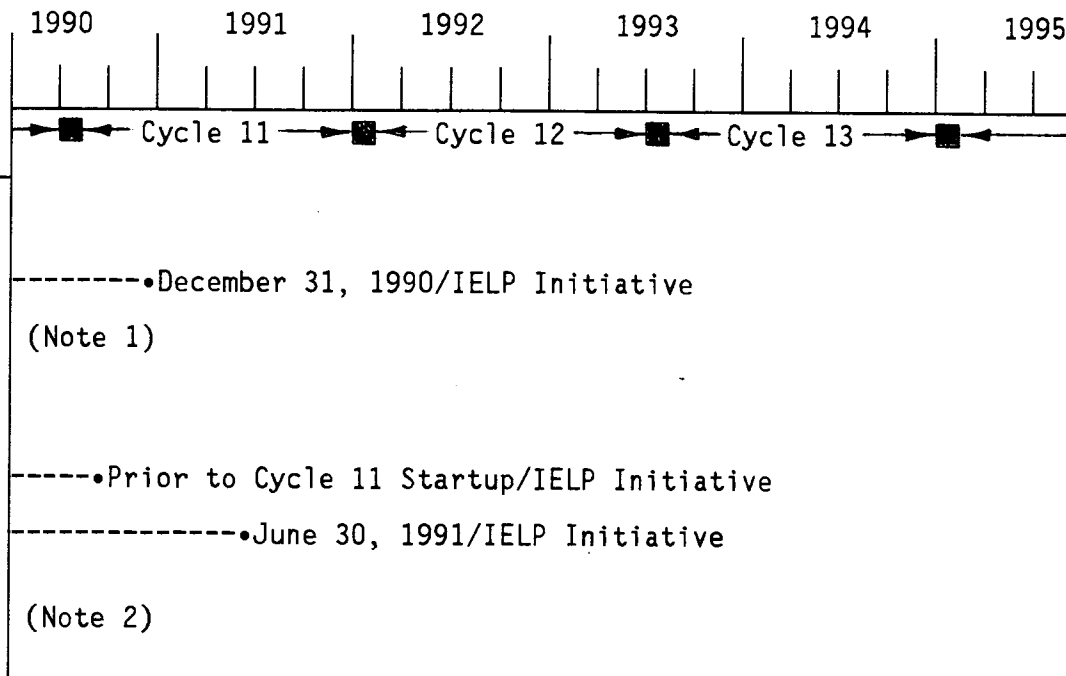 1990 1991 1992 1993 1994 1995
Cycle 11 Cycle 12 Cycle 13
December 31, 1990/IELP Initiative
(Note 1)
Prior to Cycle 11 Startup/IELP Initiative
June 30, 1991/IELP Initiative
(Note 2)